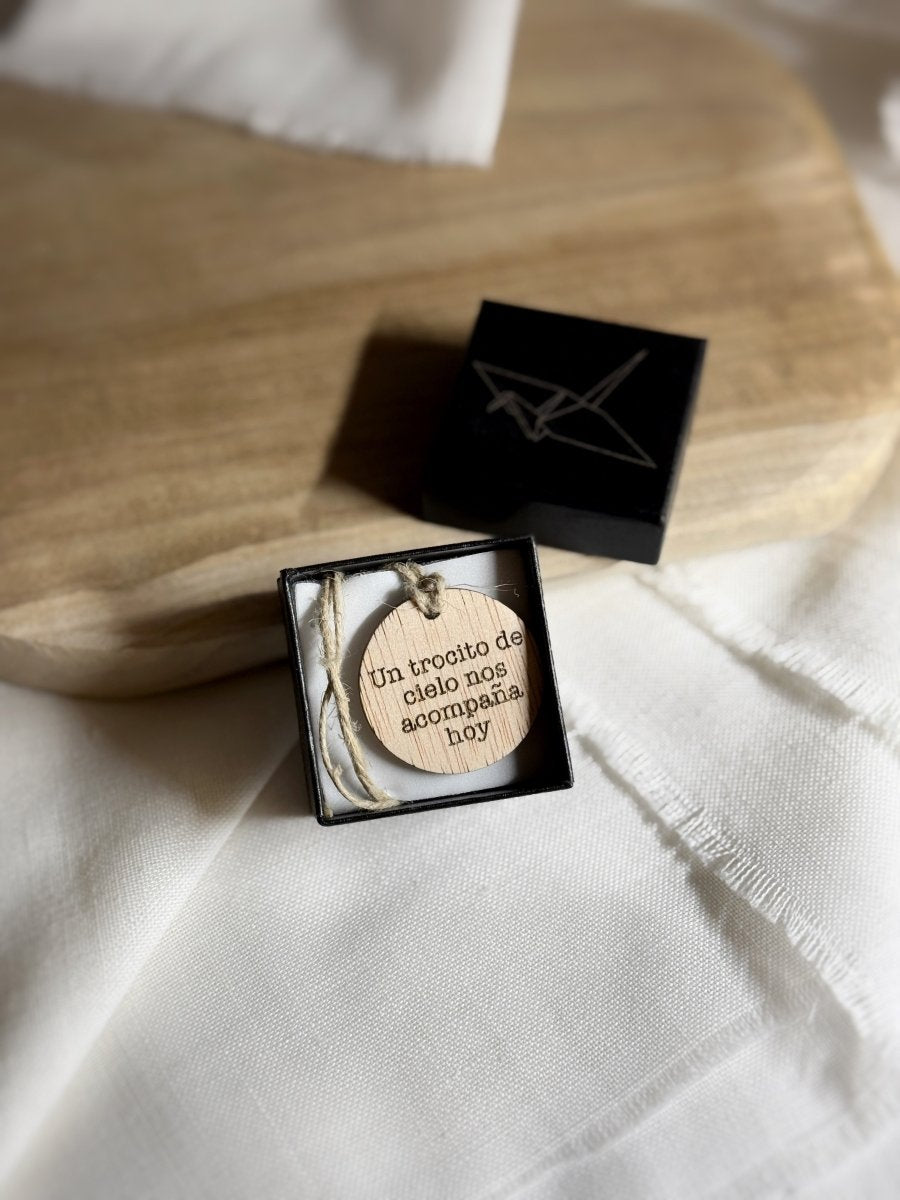 Un trocito de
cielo nos
acompaña
hoy